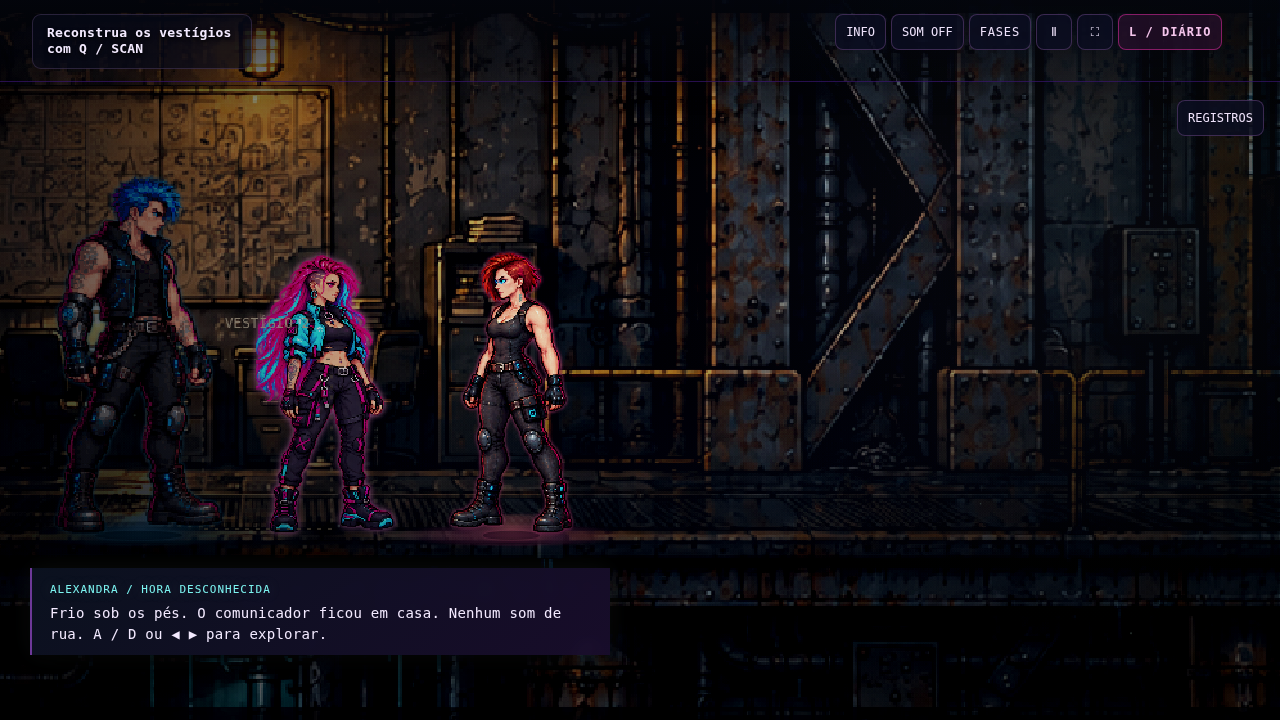 Reconstrua os vestígios
com Q / SCAN
INFO
SOM OFF
FASES
L / DIÁRIO
REGISTROS
VESTÍGIO
ALEXANDRA / HORA DESCONHECIDA
Frio sob os pés. O comunicador ficou em casa. Nenhum som de
rua. A / D ou ◀ ▶ para explorar.